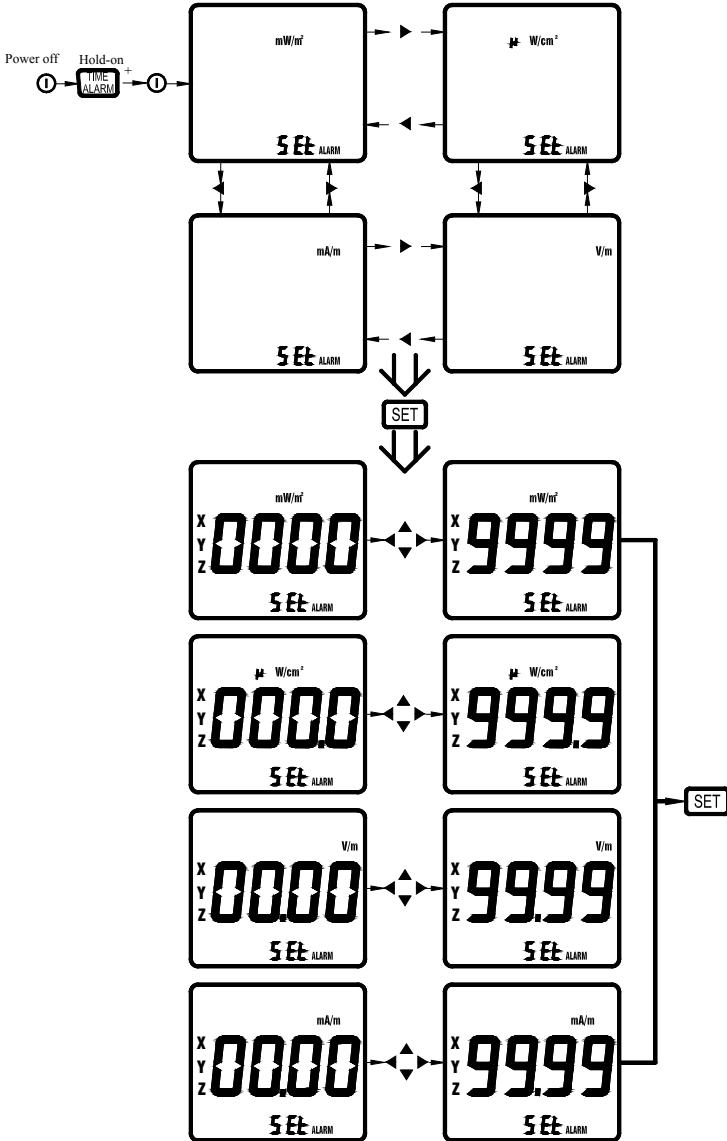 Power off
Hold-on
TIME
ALARM
+
mW/m²
SEt ALARM
μ W/cm²
SEt ALARM
mA/m
SEt ALARM
V/m
SEt ALARM
SET
mW/m²
X
Y
Z
0000
SEt ALARM
mW/m²
X
Y
Z
9999
SEt ALARM
μ W/cm²
X
Y
Z
000.0
SEt ALARM
μ W/cm²
X
Y
Z
999.9
SEt ALARM
SET
V/m
X
Y
Z
00.00
SEt ALARM
V/m
X
Y
Z
99.99
SEt ALARM
mA/m
X
Y
Z
00.00
SEt ALARM
mA/m
X
Y
Z
99.99
SEt ALARM